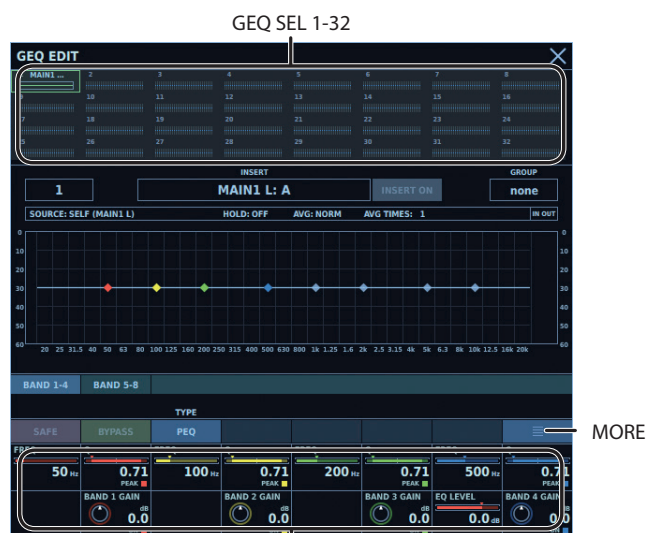 GEQ SEL 1-32
GEQ EDIT
MAIN1 ... 2 3 4 5 6 7 8
9 10 11 12 13 14 15 16
18 19 20 21 22 23 24
26 27 28 29 30 31 32
INSERT GROUP
1 MAIN1 L: A INSERT ON none
SOURCE: SELF (MAIN1 L) HOLD: OFF AVG: NORM AVG TIMES: 1 IN OUT
0 0
10 10
20 20
30 30
40 40
50 50
60 60
20 25 31.5 40 50 63 80 100 125 160 200 250 315 400 500 630 800 1k 1.25 1.6 2k 2.5 3.15 4k 5k 6.3 8k 10k 12.5 16k 20k
BAND 1-4 BAND 5-8
TYPE
SAFE BYPASS PEQ
MORE
50 Hz 0.71 100 Hz 0.71 200 Hz 0.71 500 Hz 0.71
PEAK PEAK PEAK PEAK
BAND 1 GAIN BAND 2 GAIN BAND 3 GAIN EQ LEVEL BAND 4 GAIN
dB dB dB dB
0.0 0.0 0.0 0.0 dB 0.0